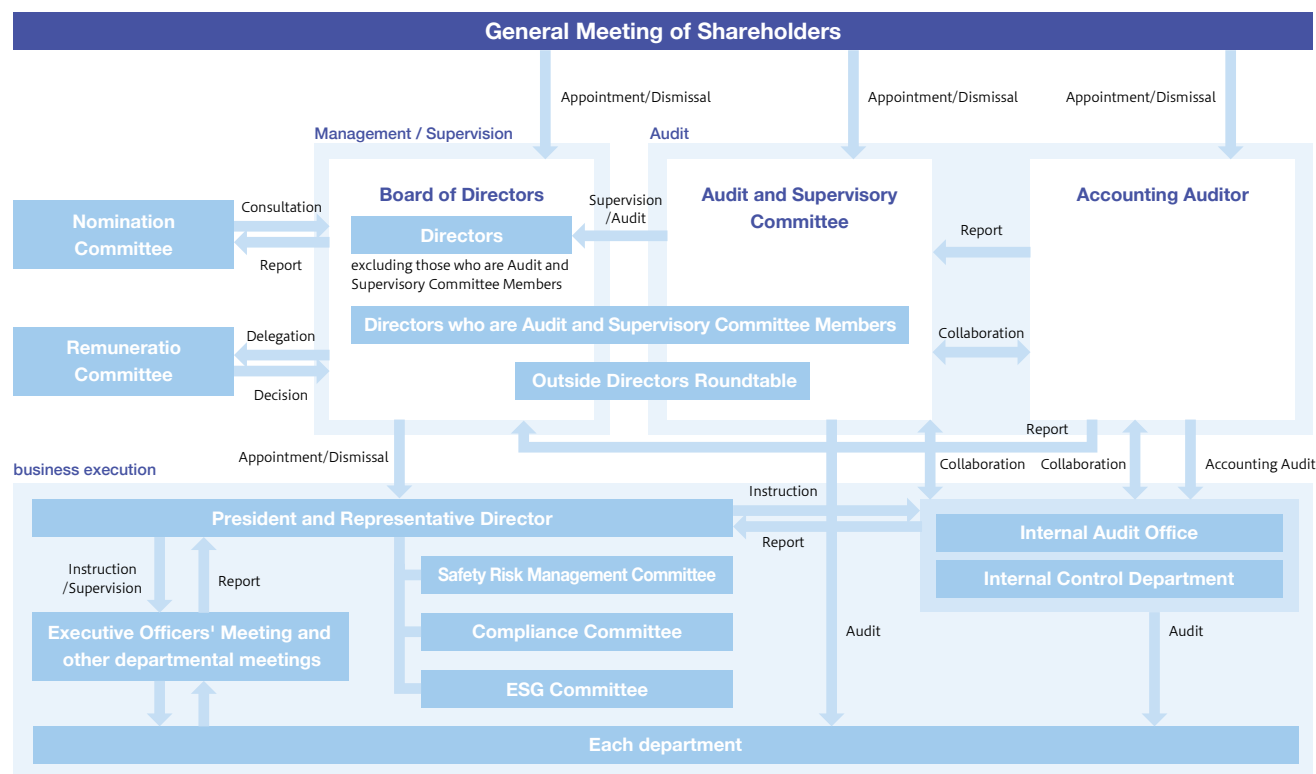 General Meeting of Shareholders
Appointment/Dismissal
Appointment/Dismissal
Appointment/Dismissal
Management / Supervision
Audit
Board of Directors
Directors
excluding those who are Audit and
Supervisory Committee Members
Supervision
/Audit
Audit and Supervisory
Committee
Accounting Auditor
Nomination
Committee
Consultation
Report
Report
Directors who are Audit and Supervisory Committee Members
Remuneratio
Committee
Delegation
Decision
Collaboration
Outside Directors Roundtable
Report
Appointment/Dismissal
Collaboration
Collaboration
Accounting Audit
business execution
President and Representative Director
Instruction
Report
Internal Audit Office
Internal Control Department
Instruction
/Supervision
Report
Safety Risk Management Committee
Executive Officers' Meeting and
other departmental meetings
Compliance Committee
ESG Committee
Audit
Audit
Each department